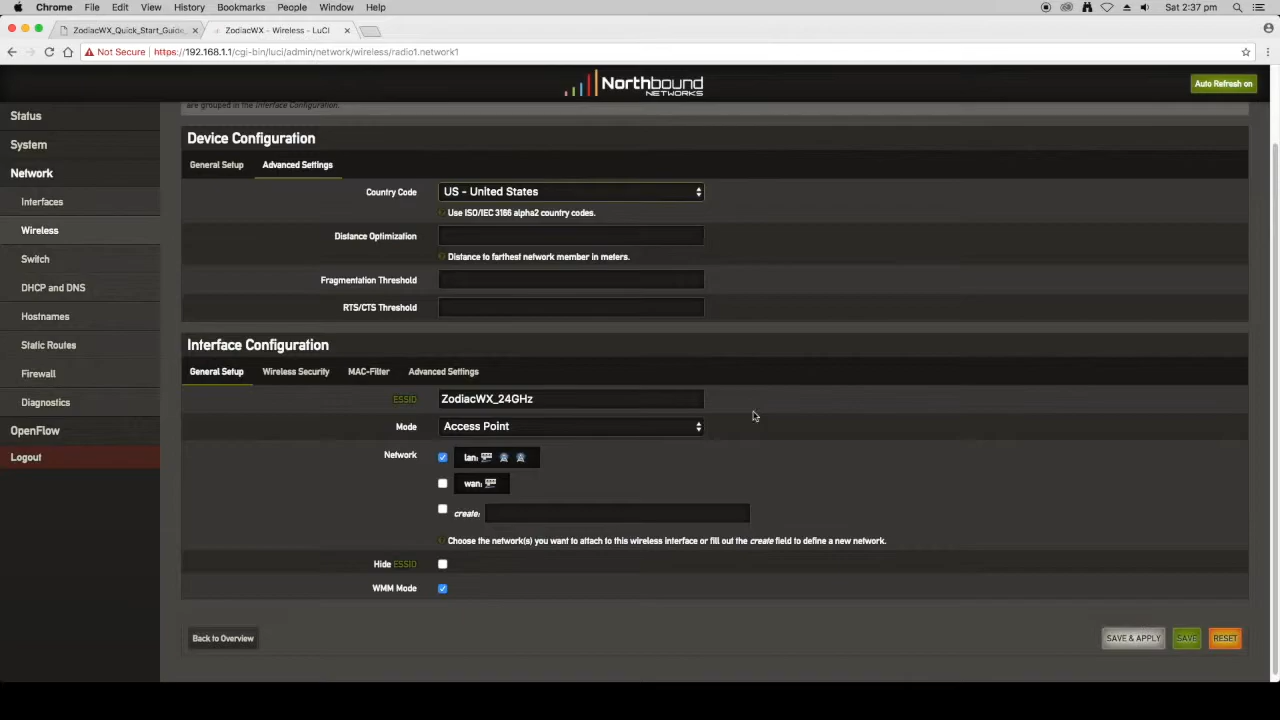 Chrome File Edit View History Bookmarks People Window Help Sat 2:37 pm
ZodiacWX_Quick_Start_Guide_ ZodiacWX - Wireless - LuCI
Not Secure https://192.168.1.1/cgi-bin/luci/admin/network/wireless/radio1.network1
Northbound
NETWORKS
Auto Refresh on
are grouped in the Interface Configuration.
Status
System
Network
Interfaces
Wireless
Switch
DHCP and DNS
Hostnames
Static Routes
Firewall
Diagnostics
OpenFlow
Logout
Device Configuration
General Setup Advanced Settings
Country Code US - United States
Use ISO/IEC 3166 alpha2 country codes.
Distance Optimization
Distance to farthest network member in meters.
Fragmentation Threshold
RTS/CTS Threshold
Interface Configuration
General Setup Wireless Security MAC-Filter Advanced Settings
ESSID ZodiacWX_24GHz
Mode Access Point
Network lan:
wan:
create:
Choose the network(s) you want to attach to this wireless interface or fill out the create field to define a new network.
Hide ESSID
WMM Mode
Back to Overview SAVE & APPLY SAVE RESET